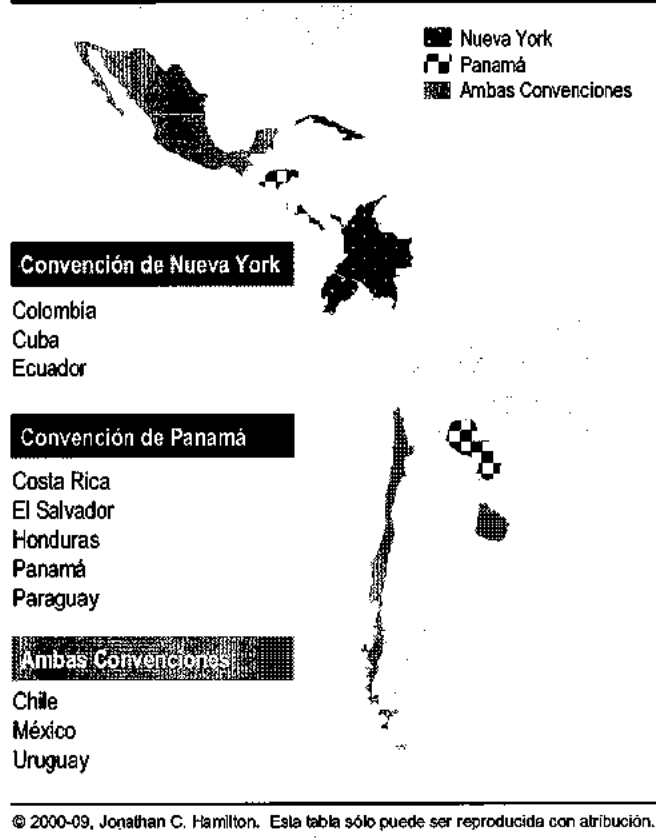 Nueva York
Panamá
Ambas Convenciones
Convención de Nueva York
Colombia
Cuba
Ecuador
Convención de Panamá
Costa Rica
El Salvador
Honduras
Panamá
Paraguay
Ambas Convenciones
Chile
México
Uruguay
© 2000-09, Jonathan C. Hamilton. Esta tabla sólo puede ser reproducida con atribución.